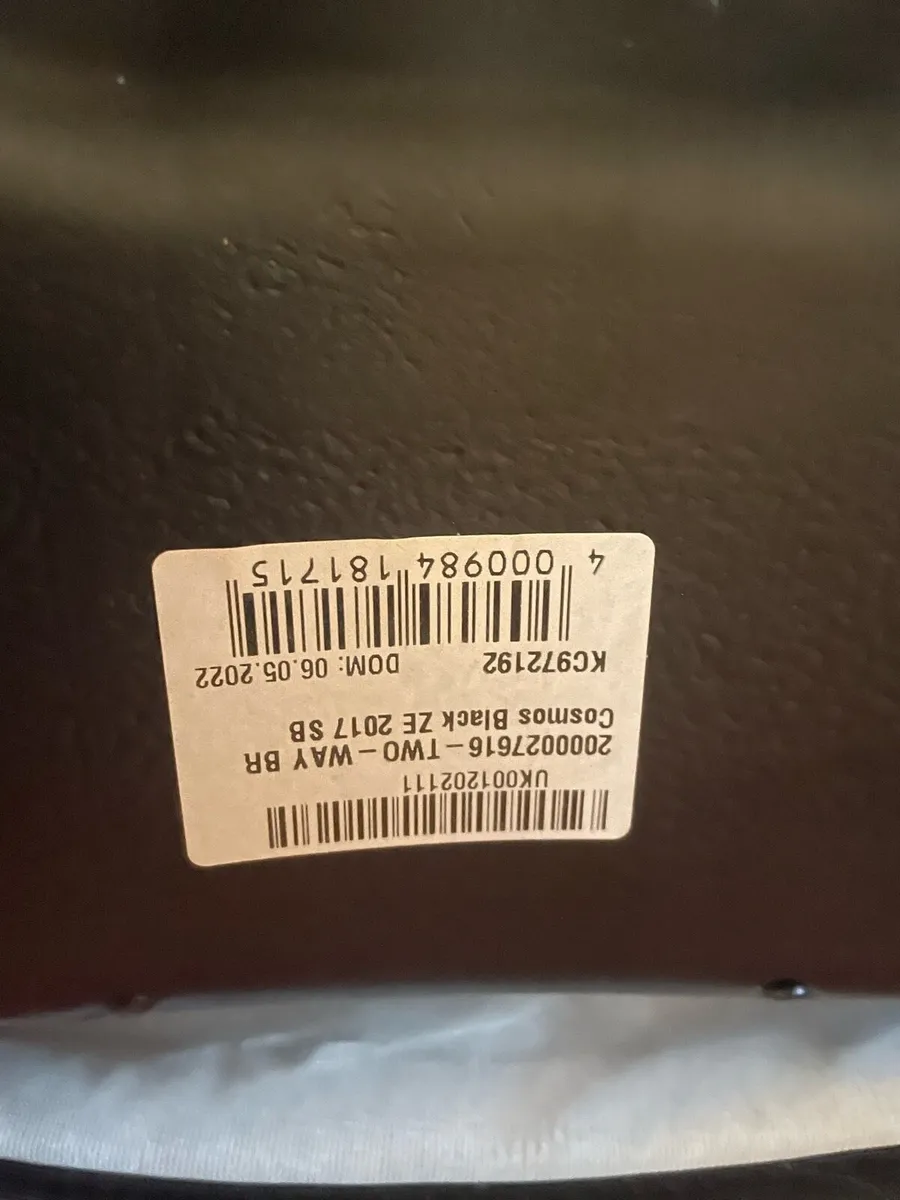 UK001202111
2000027616-TWO-WAY BR
Cosmos Black ZE 2017 SB
KC972192 DOM: 06.05.2022
4 000984 181715